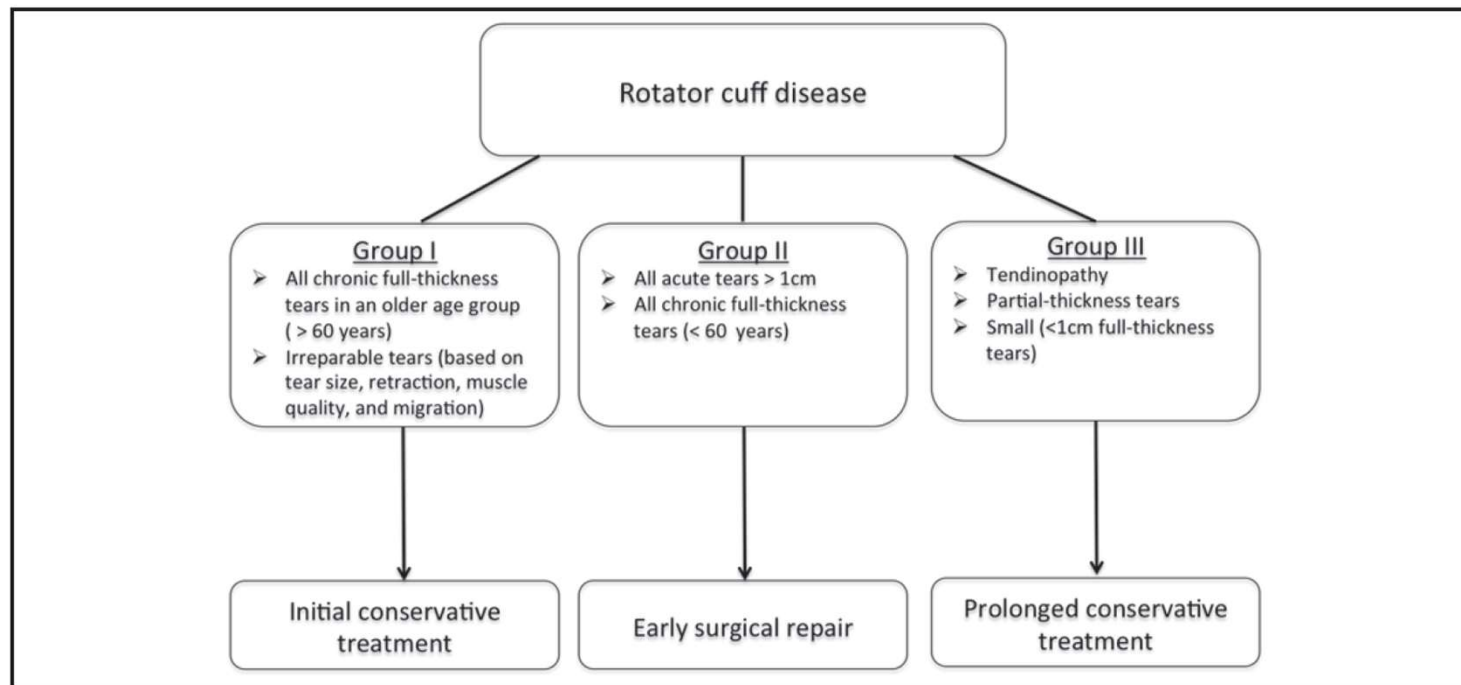 Rotator cuff disease
Group I
➢ All chronic full-thickness
tears in an older age group
( > 60 years)
➢ Irreparable tears (based on
tear size, retraction, muscle
quality, and migration)
Group II
➢ All acute tears > 1cm
➢ All chronic full-thickness
tears (< 60 years)
Group III
➢ Tendinopathy
➢ Partial-thickness tears
➢ Small (<1cm full-thickness
tears)
Initial conservative
treatment
Early surgical repair
Prolonged conservative
treatment